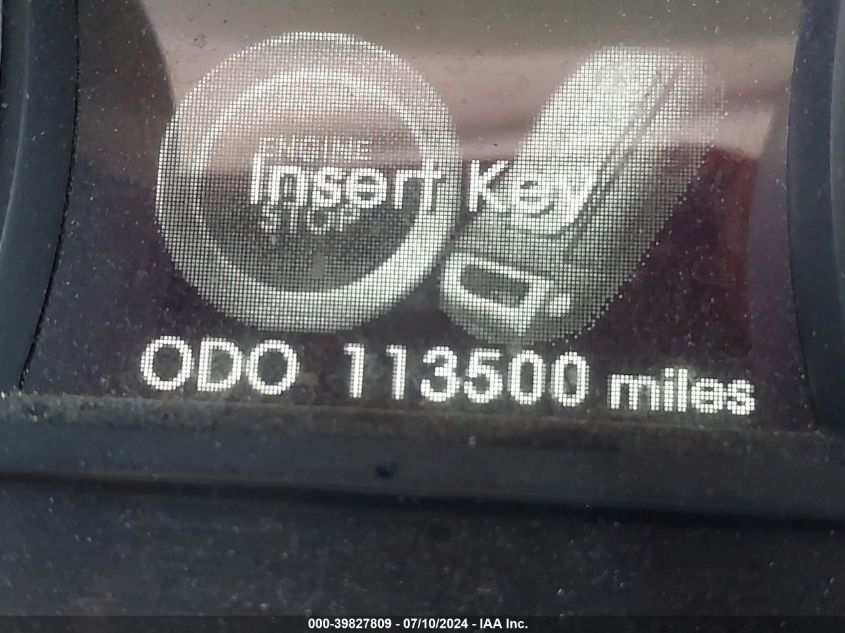 ENGINE
Insert Key
STOP
ODO 113500 miles
000-39827809 - 07/10/2024 - IAA Inc.